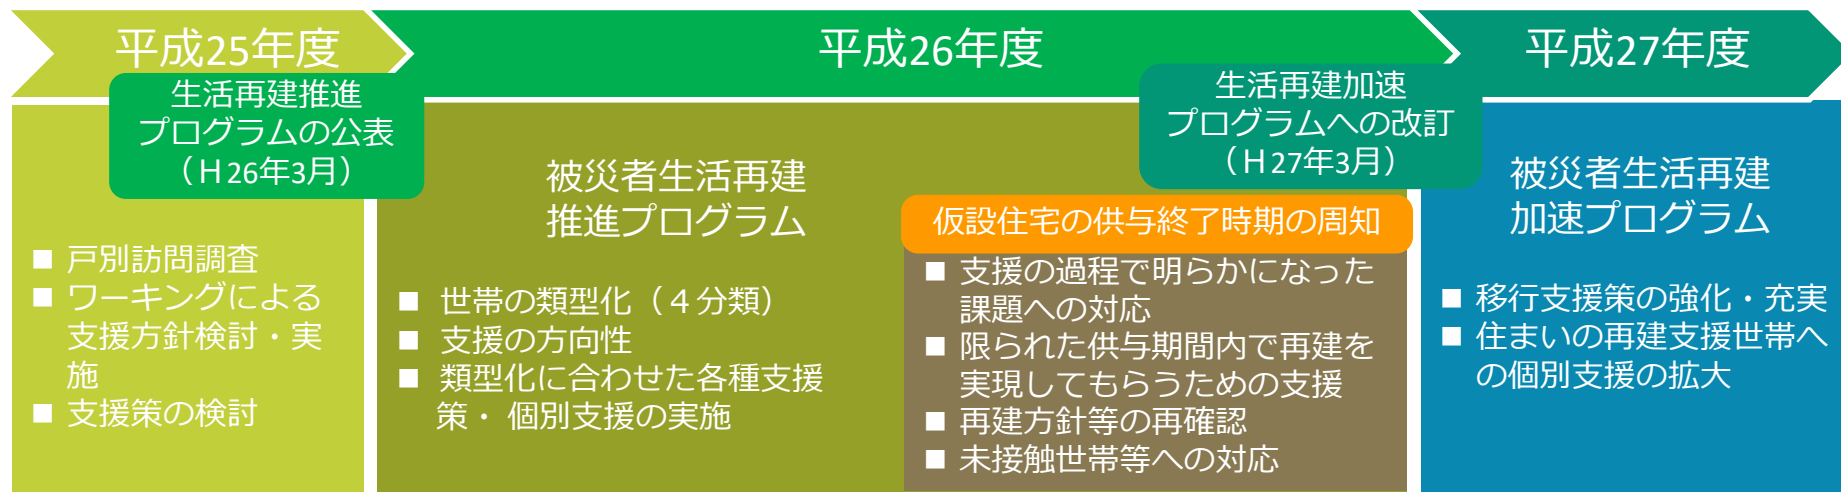 平成25年度
平成26年度
平成27年度
生活再建推進
プログラムの公表
（Ｈ26年3月）
生活再建加速
プログラムへの改訂
（Ｈ27年3月）
■ 戸別訪問調査
■ ワーキングによる
支援方針検討・実
施
■ 支援策の検討
被災者生活再建
推進プログラム
■ 世帯の類型化（４分類）
■ 支援の方向性
■ 類型化に合わせた各種支援
策・ 個別支援の実施
仮設住宅の供与終了時期の周知
■ 支援の過程で明らかになった
課題への対応
■ 限られた供与期間内で再建を
実現してもらうための支援
■ 再建方針等の再確認
■ 未接触世帯等への対応
被災者生活再建
加速プログラム
■ 移行支援策の強化・充実
■ 住まいの再建支援世帯へ
の個別支援の拡大